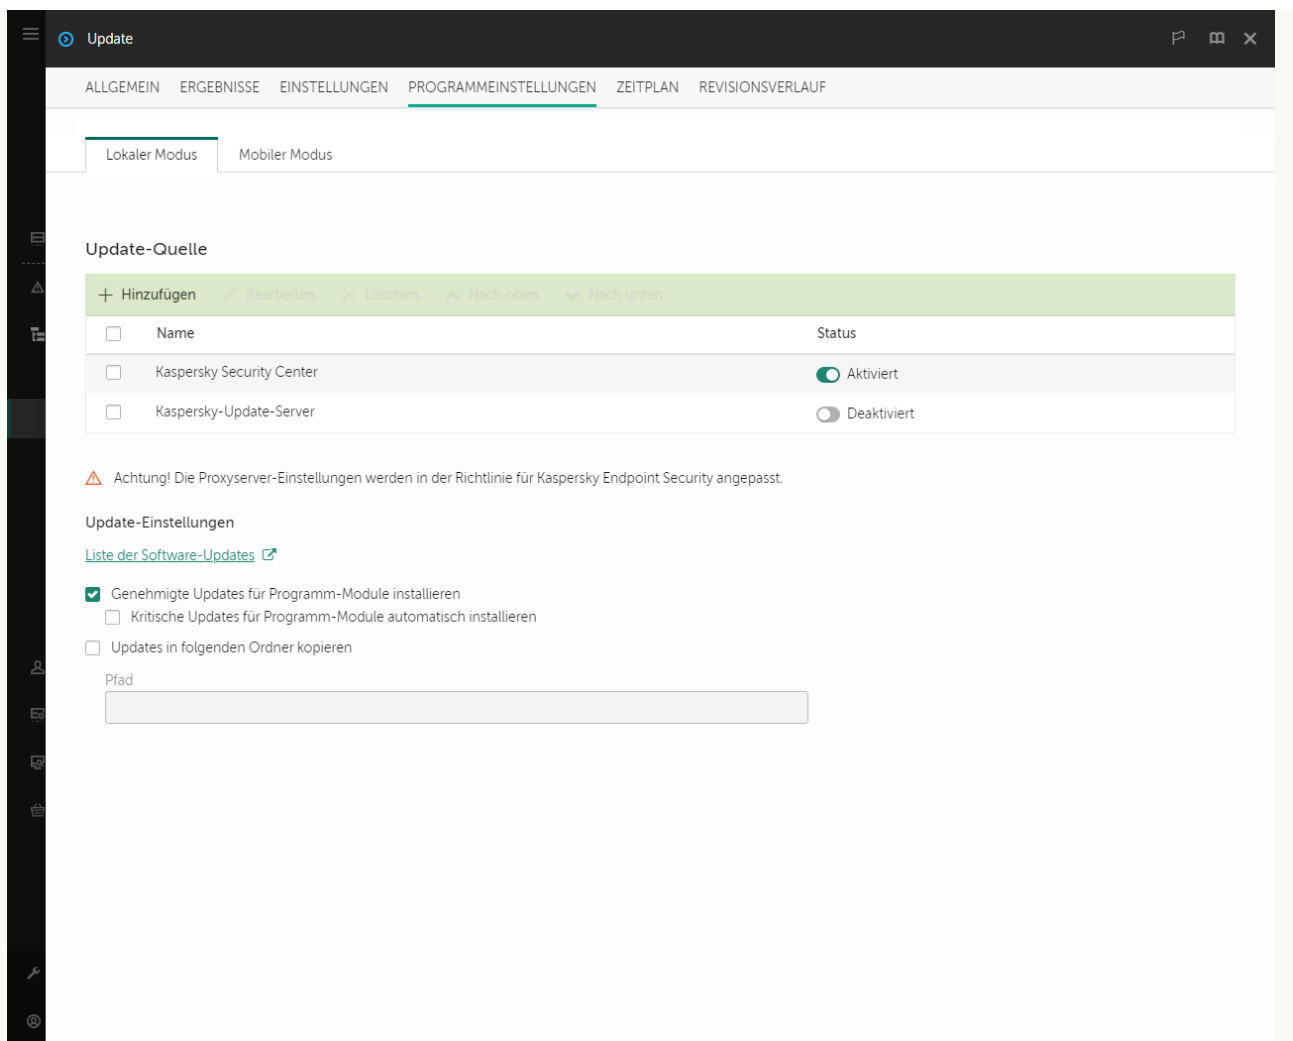 Update
ALLGEMEIN ERGEBNISSE EINSTELLUNGEN PROGRAMMEINSTELLUNGEN ZEITPLAN REVISIONSVERLAUF
Lokaler Modus Mobiler Modus
Update-Quelle
Hinzufügen Bearbeiten Löschen Nach oben Nach unten
Name Status
Kaspersky Security Center Aktiviert
Kaspersky-Update-Server Deaktiviert
Achtung! Die Proxyserver-Einstellungen werden in der Richtlinie für Kaspersky Endpoint Security angepasst.
Update-Einstellungen
Liste der Software-Updates
Genehmigte Updates für Programm-Module installieren
Kritische Updates für Programm-Module automatisch installieren
Updates in folgenden Ordner kopieren
Pfad